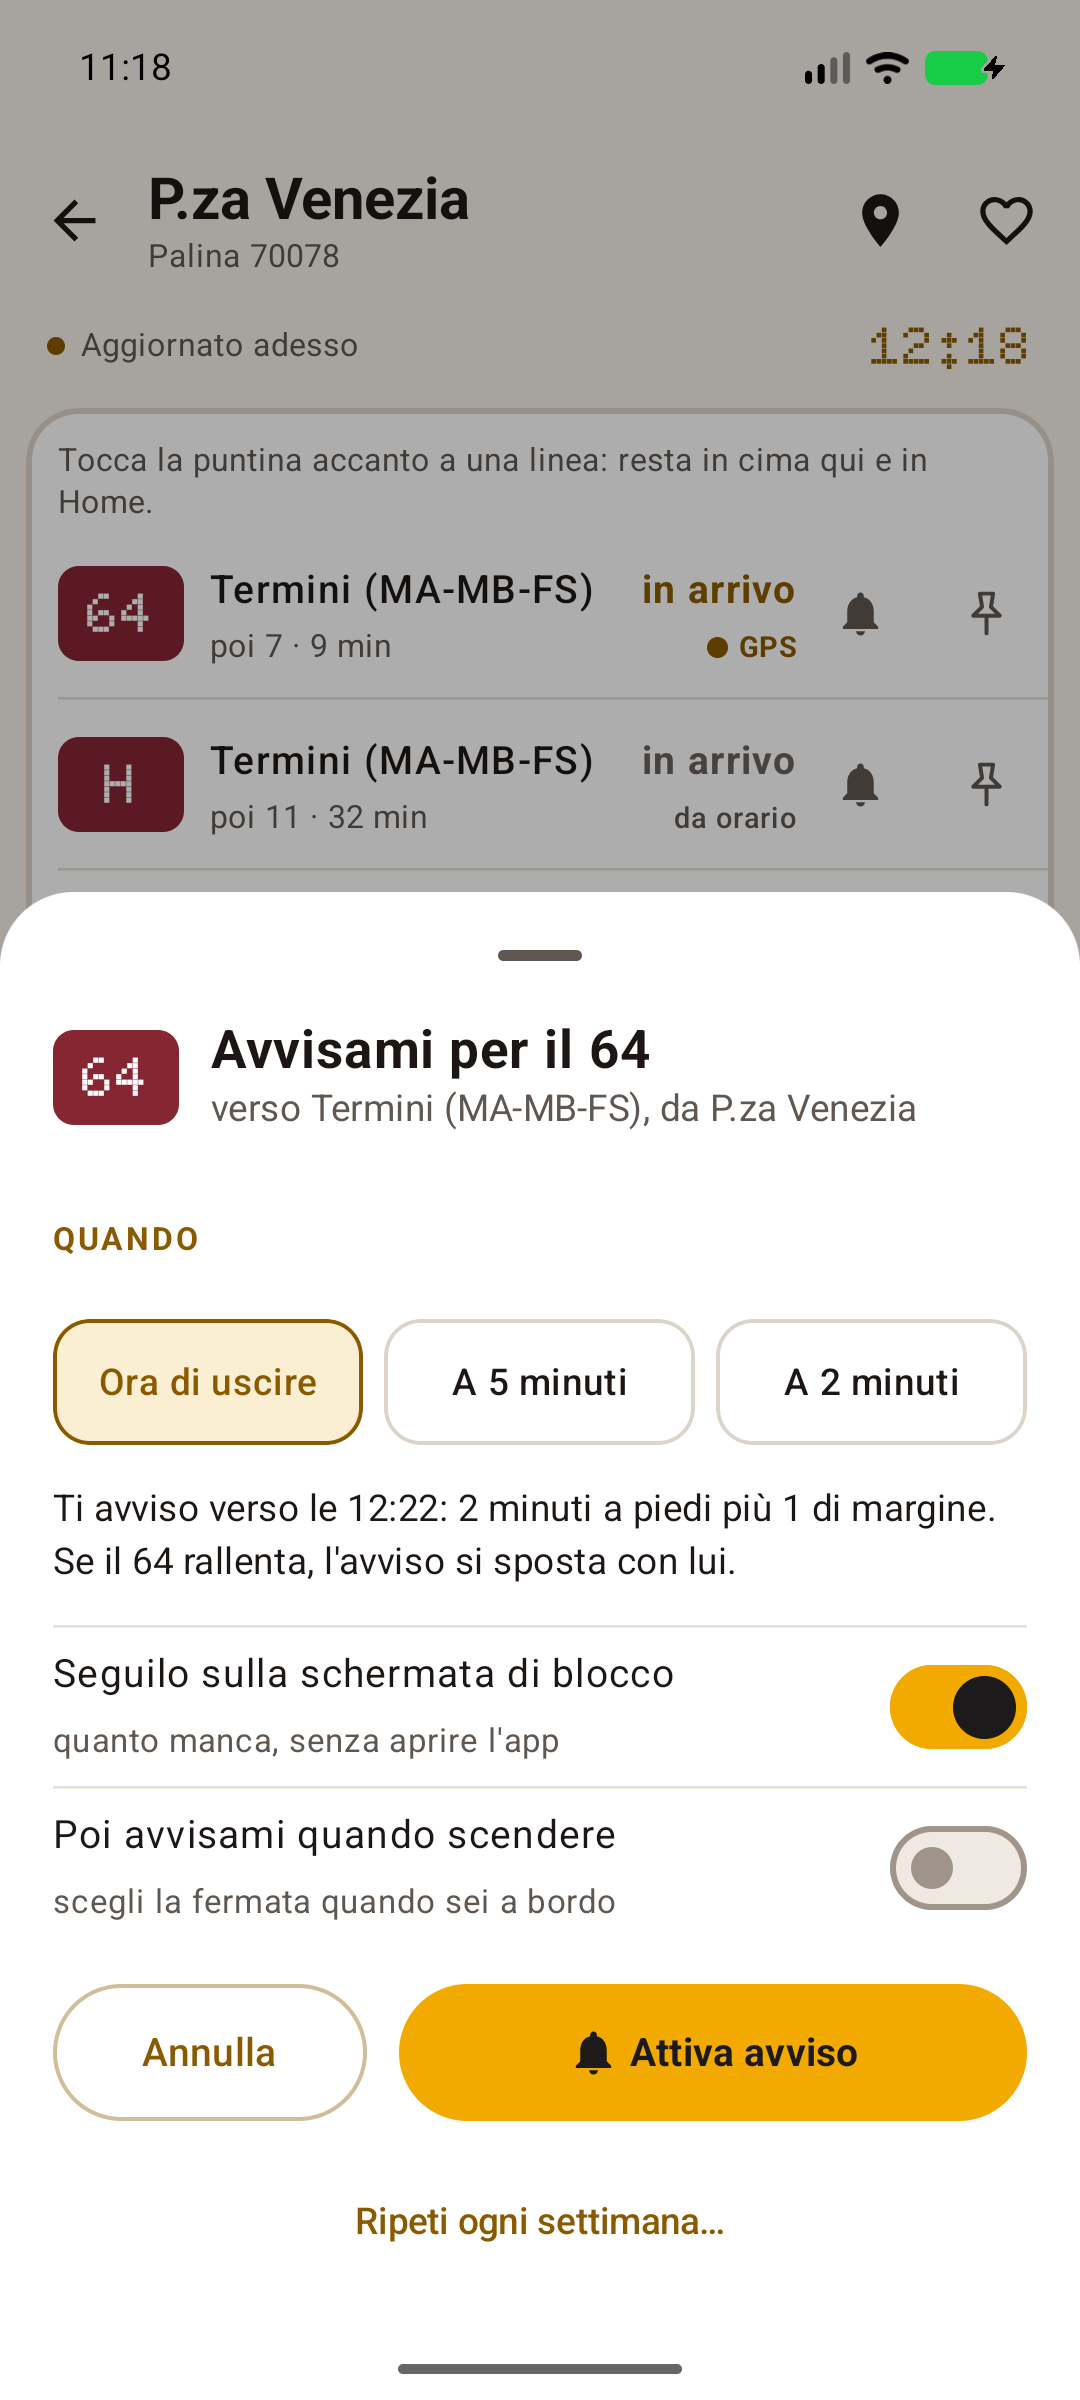 11:18
P.za Venezia
Palina 70078
Aggiornato adesso
12:18
Tocca la puntina accanto a una linea: resta in cima qui e in
Home.
64
Termini (MA-MB-FS)
in arrivo
poi 7 · 9 min
GPS
H
Termini (MA-MB-FS)
in arrivo
poi 11 · 32 min
da orario
64
Avvisami per il 64
verso Termini (MA-MB-FS), da P.za Venezia
QUANDO
Ora di uscire
A 5 minuti
A 2 minuti
Ti avviso verso le 12:22: 2 minuti a piedi più 1 di margine.
Se il 64 rallenta, l'avviso si sposta con lui.
Seguilo sulla schermata di blocco
quanto manca, senza aprire l'app
Poi avvisami quando scendere
scegli la fermata quando sei a bordo
Annulla
Attiva avviso
Ripeti ogni settimana…